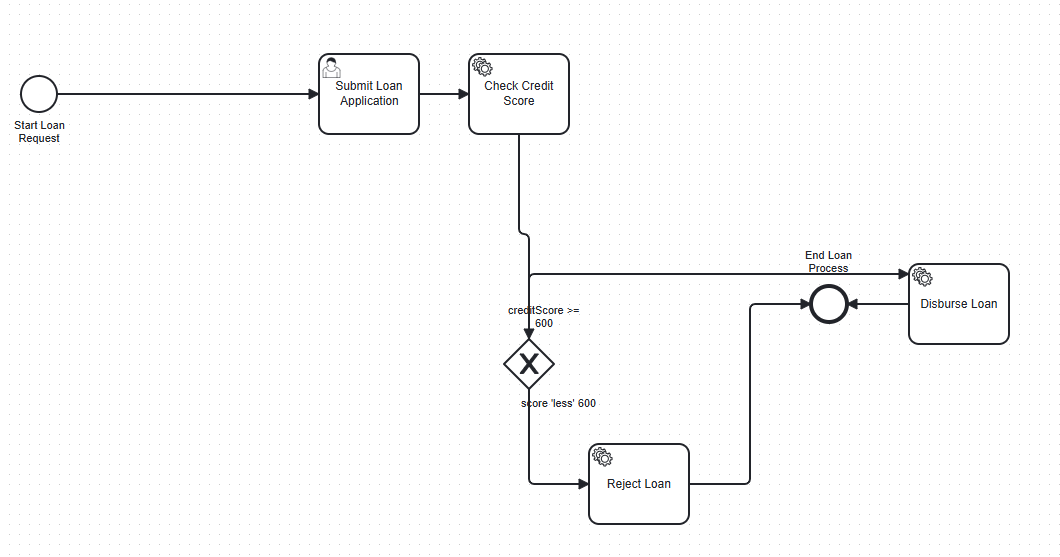 Submit Loan
Application
Check Credit
Score
Start Loan
Request
End Loan
Process
Disburse Loan
creditScore >=
600
X
score 'less' 600
Reject Loan